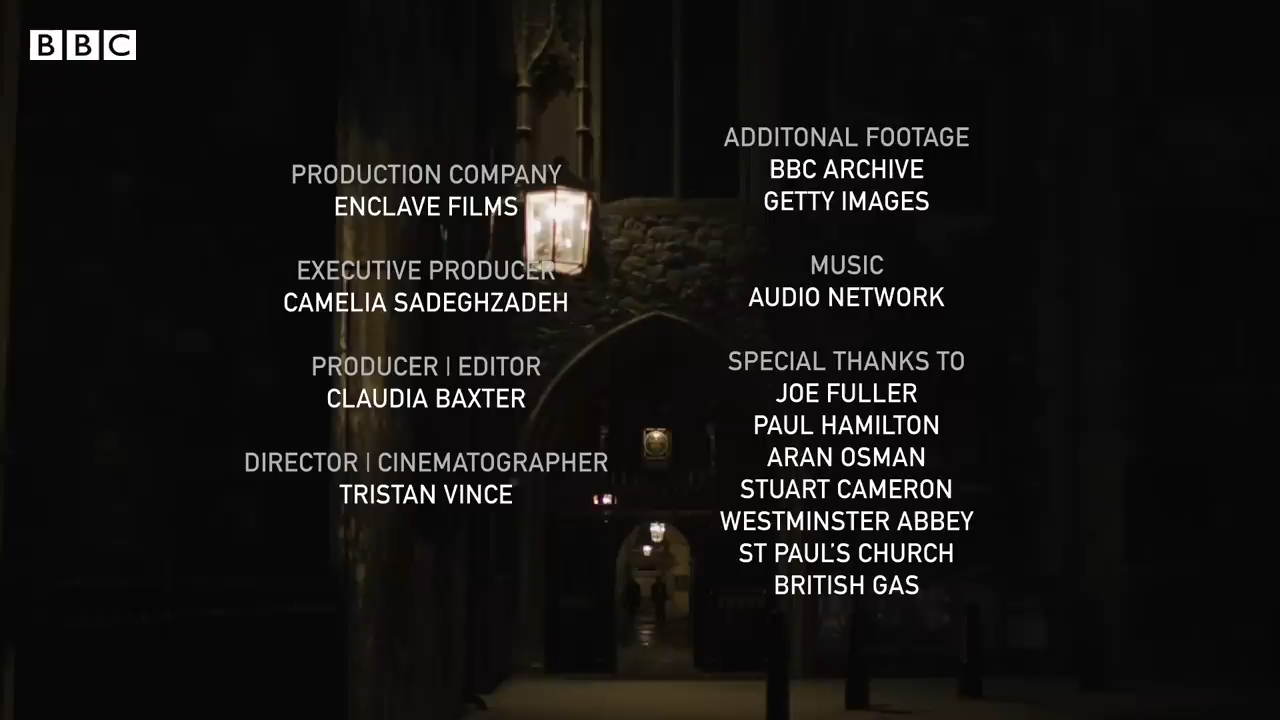 BBC
PRODUCTION COMPANY
ENCLAVE FILMS
EXECUTIVE PRODUCER
CAMELIA SADEGHZADEH
PRODUCER | EDITOR
CLAUDIA BAXTER
DIRECTOR | CINEMATOGRAPHER
TRISTAN VINCE
ADDITONAL FOOTAGE
BBC ARCHIVE
GETTY IMAGES
MUSIC
AUDIO NETWORK
SPECIAL THANKS TO
JOE FULLER
PAUL HAMILTON
ARAN OSMAN
STUART CAMERON
WESTMINSTER ABBEY
ST PAUL'S CHURCH
BRITISH GAS